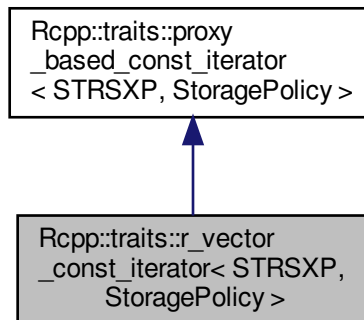 Rcpp::traits::proxy
_based_const_iterator
< STRSXP, StoragePolicy >
Rcpp::traits::r_vector
_const_iterator< STRSXP,
StoragePolicy >